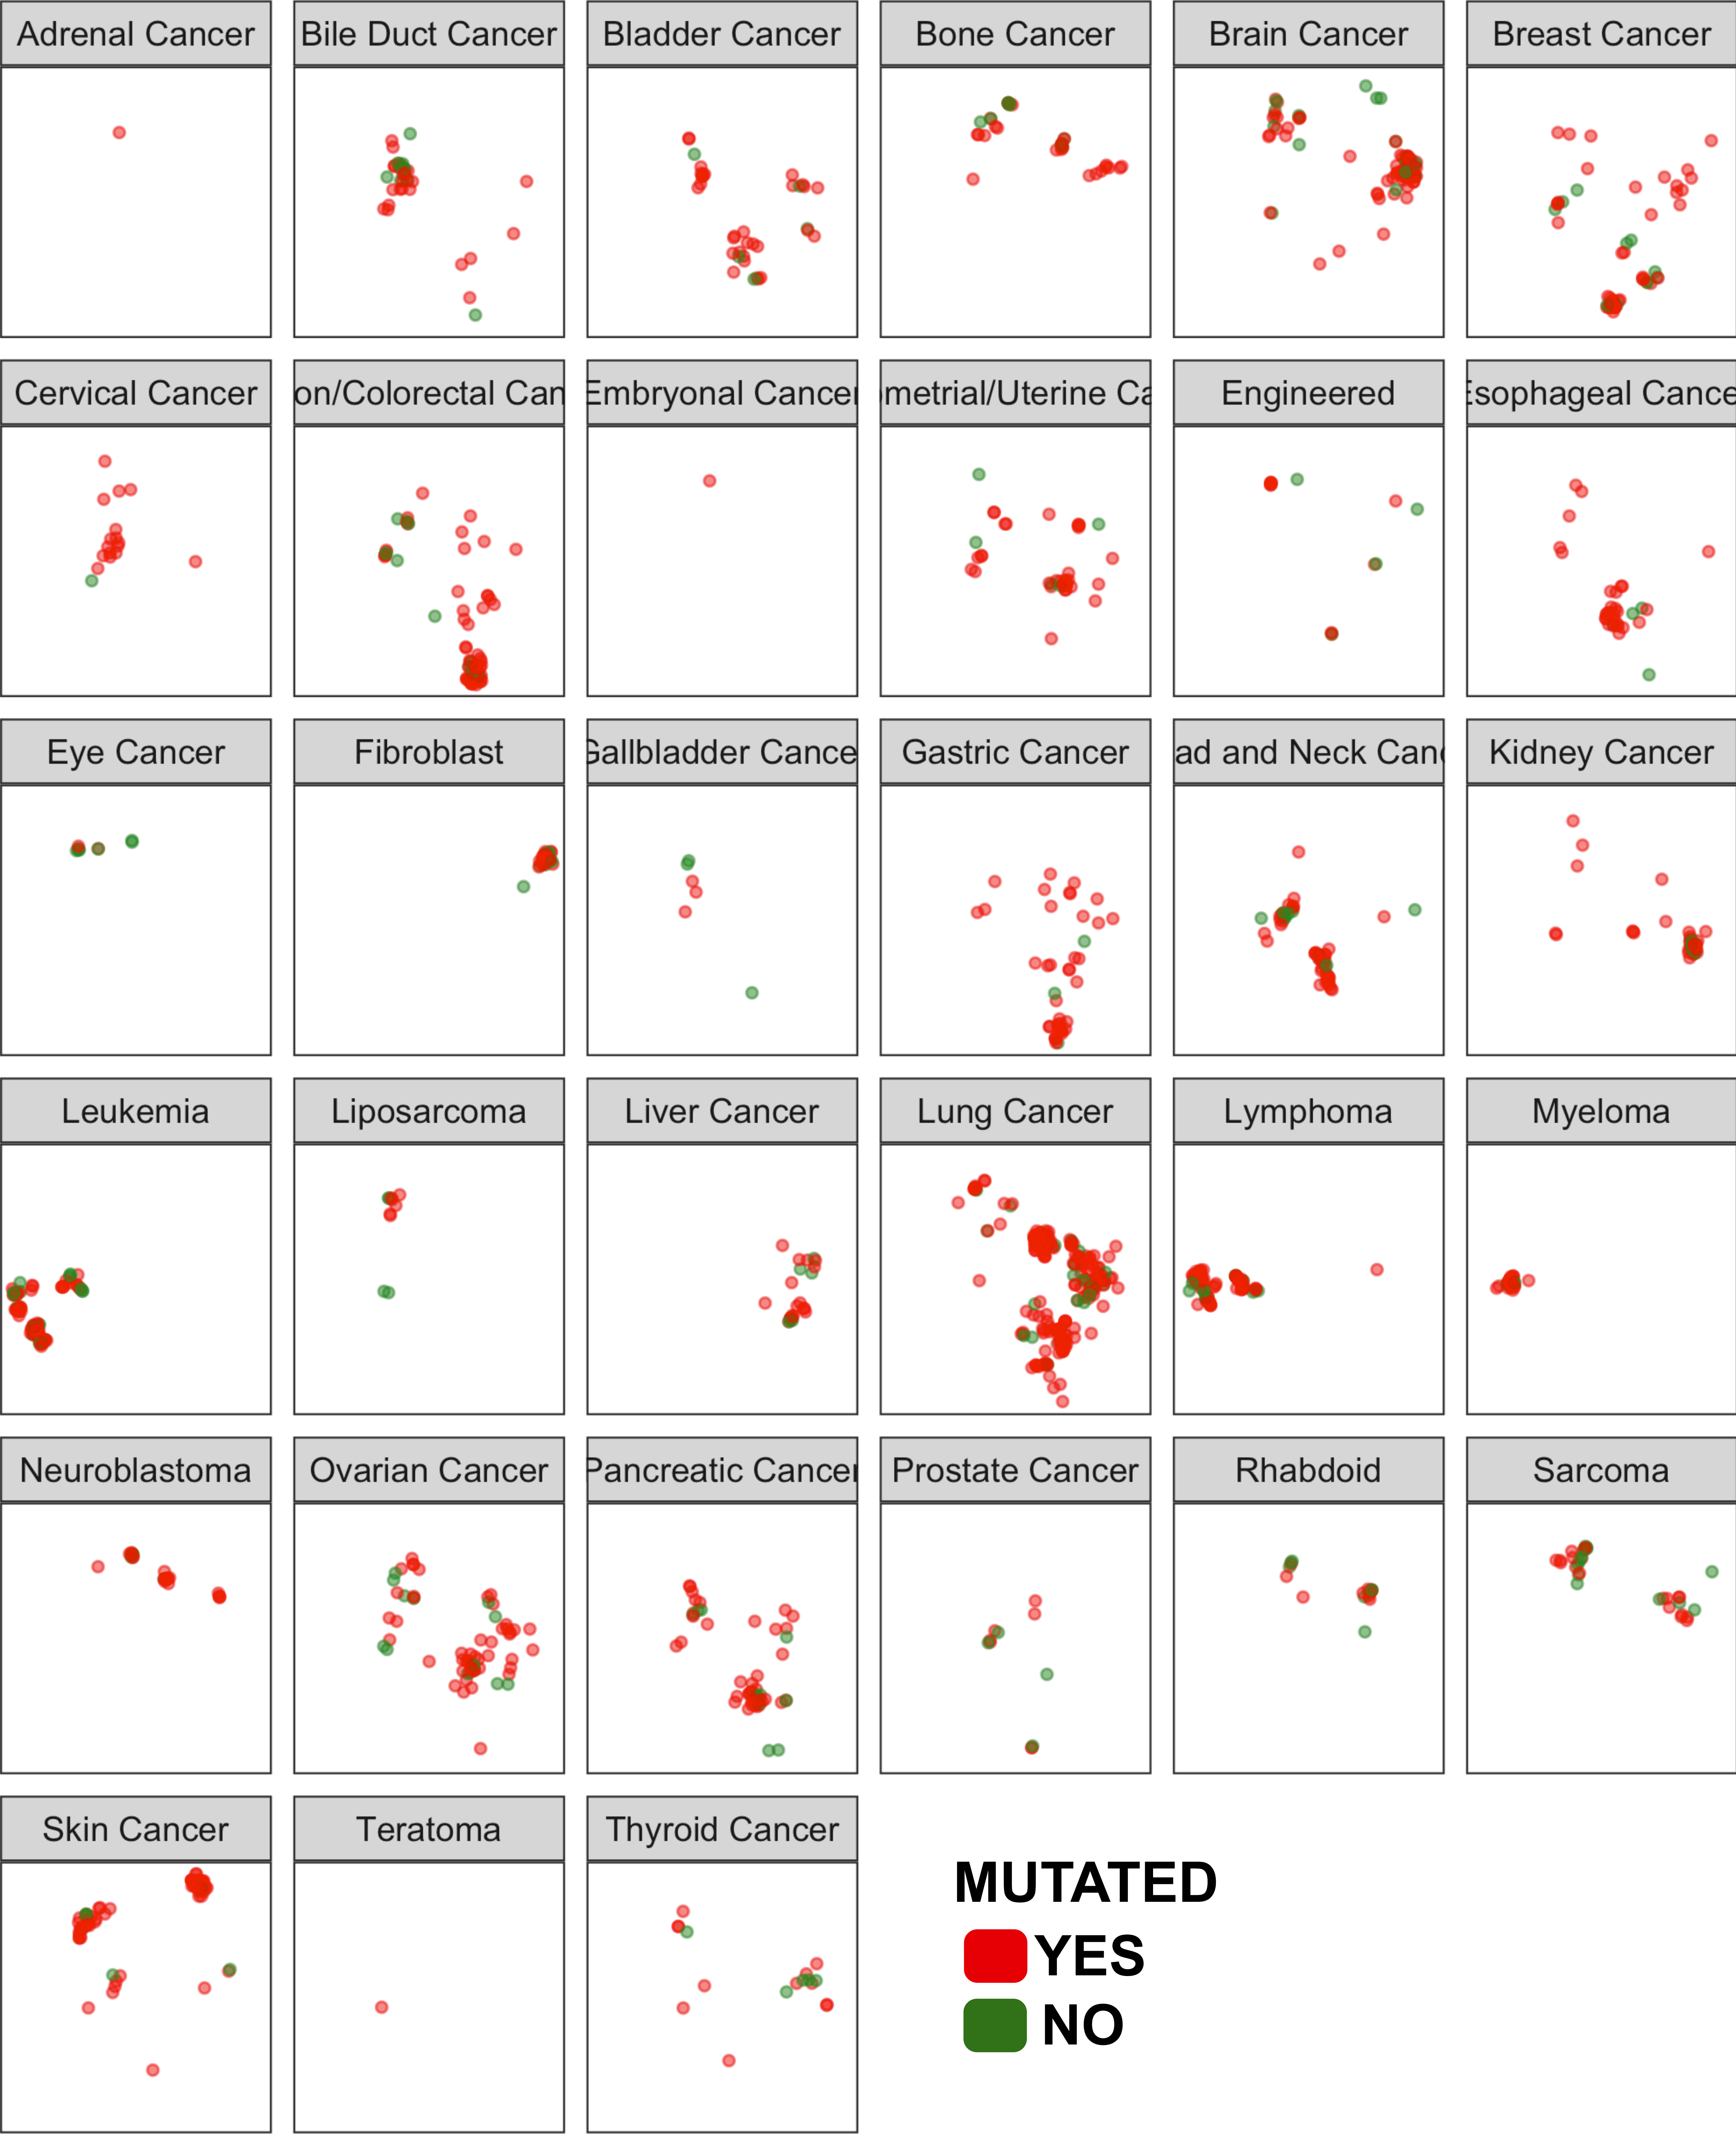 Adrenal Cancer
Bile Duct Cancer
Bladder Cancer
Bone Cancer
Brain Cancer
Breast Cancer
Cervical Cancer
on/Colorectal Can
Embryonal Cancer
ometrial/Uterine Ca
Engineered
Esophageal Cance
Eye Cancer
Fibroblast
Gallbladder Cance
Gastric Cancer
ad and Neck Canc
Kidney Cancer
Leukemia
Liposarcoma
Liver Cancer
Lung Cancer
Lymphoma
Myeloma
Neuroblastoma
Ovarian Cancer
Pancreatic Cancer
Prostate Cancer
Rhabdoid
Sarcoma
Skin Cancer
Teratoma
Thyroid Cancer
MUTATED
YES
NO